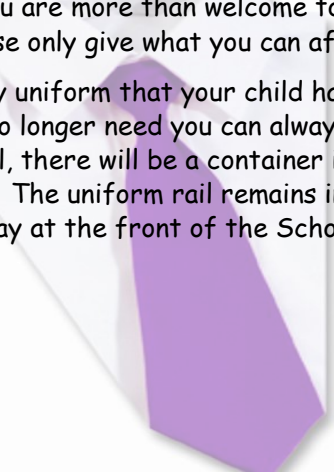 u are more than welcome to
se only give what you can af
y uniform that your child ha
o longer need you can alway
l, there will be a container
The uniform rail remains i
ay at the front of the Scho